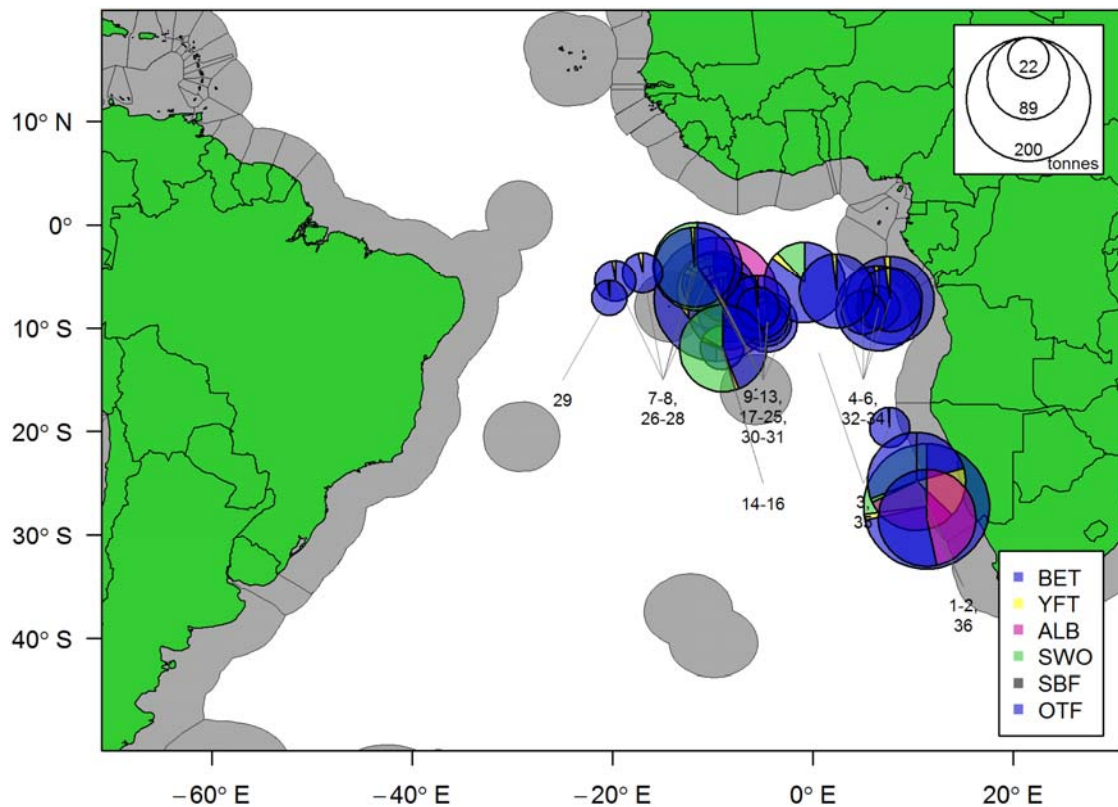 22
89
200
tonnes
10° N
0°
10° S
20° S
30° S
40° S
29
7-8,
26-28
9-13,
17-25,
30-31
4-6,
32-34
14-16
3,
35
1-2,
36
BET
YFT
ALB
SWO
SBF
OTF
−60° E
−40° E
−20° E
0° E
20° E